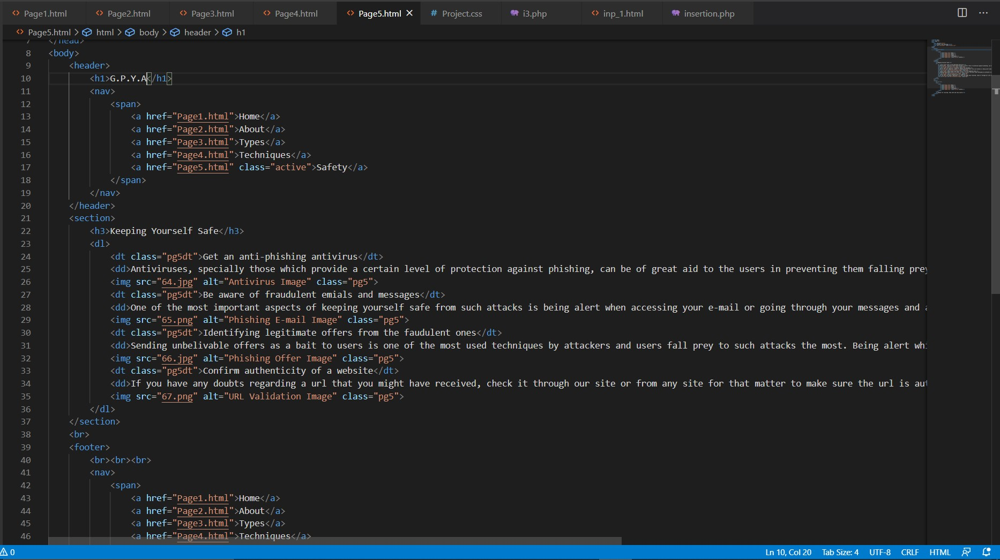 Page1.html Page2.html Page3.html Page4.html Page5.html Project.css i3.php inp_1.html insertion.php
Page5.html > html > body > header > h1
7 </head>
8 <body>
9 <header>
10 <h1>G.P.Y.A</h1>
11 <nav>
12 <span>
13 <a href="Page1.html">Home</a>
14 <a href="Page2.html">About</a>
15 <a href="Page3.html">Types</a>
16 <a href="Page4.html">Techniques</a>
17 <a href="Page5.html" class="active">Safety</a>
18 </span>
19 </nav>
20 </header>
21 <section>
22 <h3>Keeping Yourself Safe</h3>
23 <dl>
24 <dt class="pg5dt">Get an anti-phishing antivirus</dt>
25 <dd>Antiviruses, specially those which provide a certain level of protection against phishing, can be of great aid to the users in preventing them falling prey
26 <img src="64.jpg" alt="Antivirus Image" class="pg5">
27 <dt class="pg5dt">Be aware of fraudulent emials and messages</dt>
28 <dd>One of the most important aspects of keeping yourself safe from such attacks is being alert when accessing your e-mail or going through your messages and
29 <img src="65.png" alt="Phishing E-mail Image" class="pg5">
30 <dt class="pg5dt">Identifying legitimate offers from the faudulent ones</dt>
31 <dd>Sending unbelivable offers as a bait to users is one of the most used techniques by attackers and users fall prey to such attacks the most. Being alert whi
32 <img src="66.jpg" alt="Phishing Offer Image" class="pg5">
33 <dt class="pg5dt">Confirm authenticity of a website</dt>
34 <dd>If you have any doubts regarding a url that you might have received, check it through our site or from any site for that matter to make sure the url is aut
35 <img src="67.png" alt="URL Validation Image" class="pg5">
36 </dl>
37 </section>
38 <br>
39 <footer>
40 <br><br><br>
41 <nav>
42 <span>
43 <a href="Page1.html">Home</a>
44 <a href="Page2.html">About</a>
45 <a href="Page3.html">Types</a>
46 <a href="Page4.html">Techniques</a>
0 Ln 10, Col 20 Tab Size: 4 UTF-8 CRLF HTML